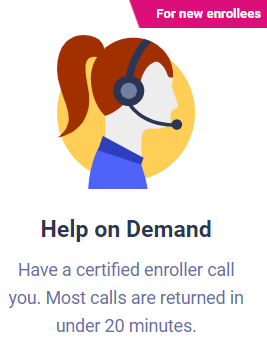 For new enrollees
Help on Demand
Have a certified enroller call
you. Most calls are returned in
under 20 minutes.